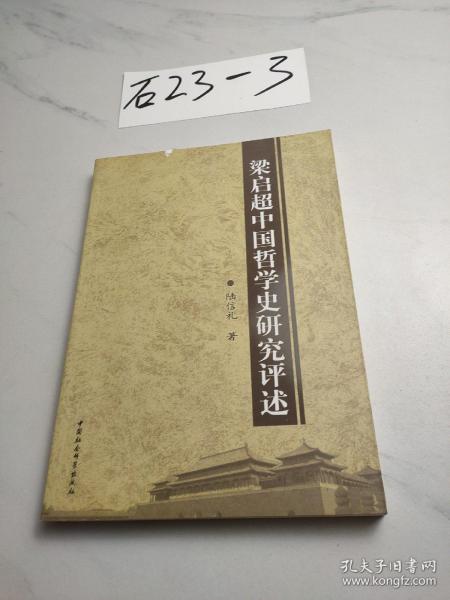 石23-3
梁启超中国哲学史研究评述
陆信礼 著
中国社会科学出版社
孔夫子旧书网
www.kongfz.com